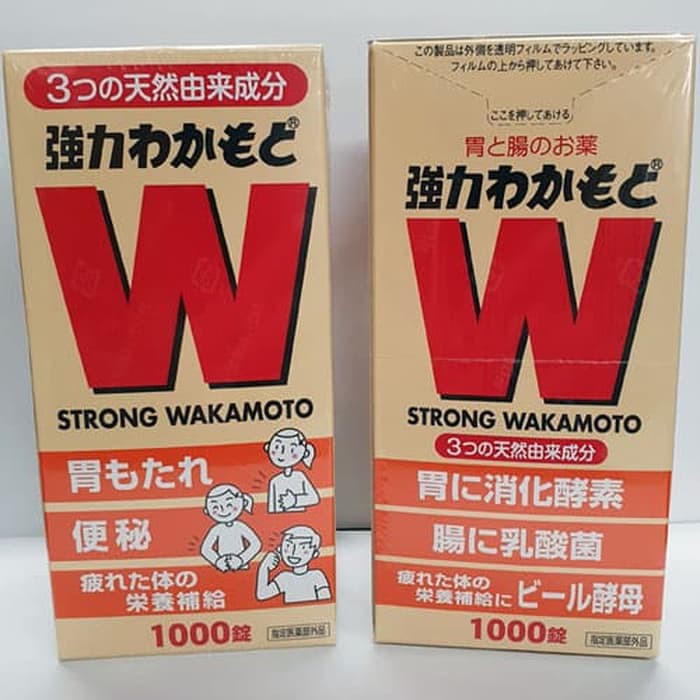 3つの天然由来成分
強力わかもと®
W
STRONG WAKAMOTO
胃もたれ
便秘
疲れた体の
栄養補給
1000錠
指定医薬部外品
この製品は外側を透明フィルムでラッピングしています。
フィルムの上から押してあけて下さい。
ここを押してあける
胃と腸のお薬
強力わかもと®
W
STRONG WAKAMOTO
3つの天然由来成分
胃に消化酵素
腸に乳酸菌
疲れた体の
栄養補給にビール酵母
1000錠
指定医薬部外品